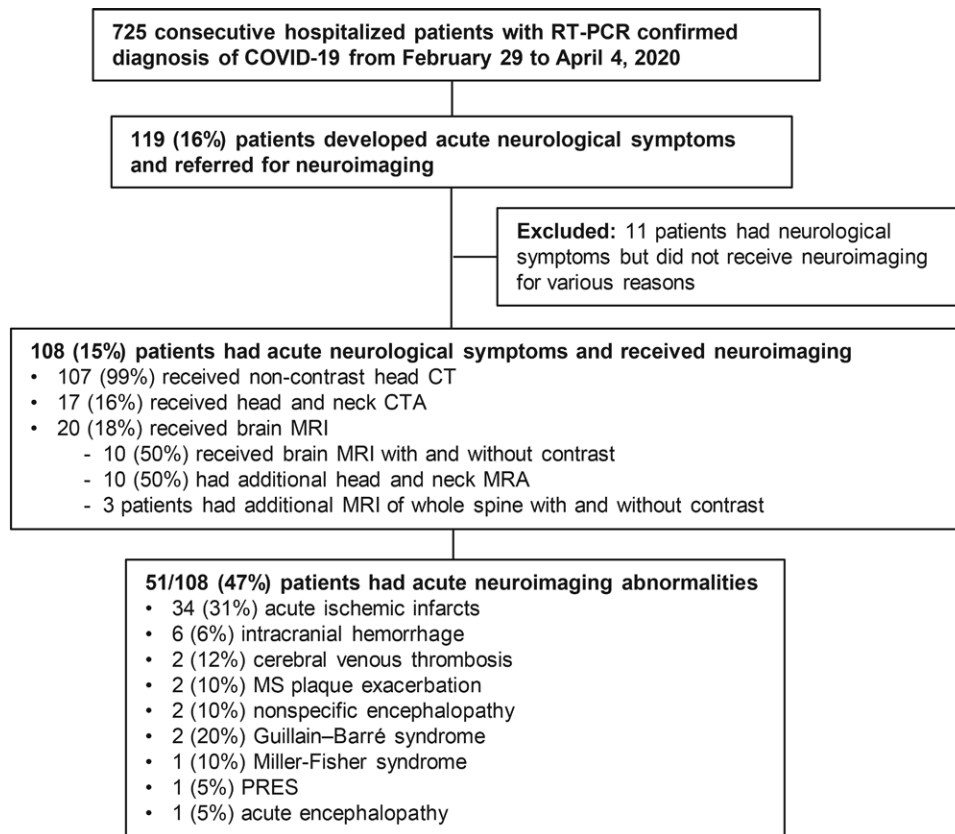 725 consecutive hospitalized patients with RT-PCR confirmed
diagnosis of COVID-19 from February 29 to April 4, 2020
119 (16%) patients developed acute neurological symptoms
and referred for neuroimaging
Excluded: 11 patients had neurological
symptoms but did not receive neuroimaging
for various reasons
108 (15%) patients had acute neurological symptoms and received neuroimaging
• 107 (99%) received non-contrast head CT
• 17 (16%) received head and neck CTA
• 20 (18%) received brain MRI
- 10 (50%) received brain MRI with and without contrast
- 10 (50%) had additional head and neck MRA
- 3 patients had additional MRI of whole spine with and without contrast
51/108 (47%) patients had acute neuroimaging abnormalities
• 34 (31%) acute ischemic infarcts
• 6 (6%) intracranial hemorrhage
• 2 (12%) cerebral venous thrombosis
• 2 (10%) MS plaque exacerbation
• 2 (10%) nonspecific encephalopathy
• 2 (20%) Guillain–Barré syndrome
• 1 (10%) Miller-Fisher syndrome
• 1 (5%) PRES
• 1 (5%) acute encephalopathy